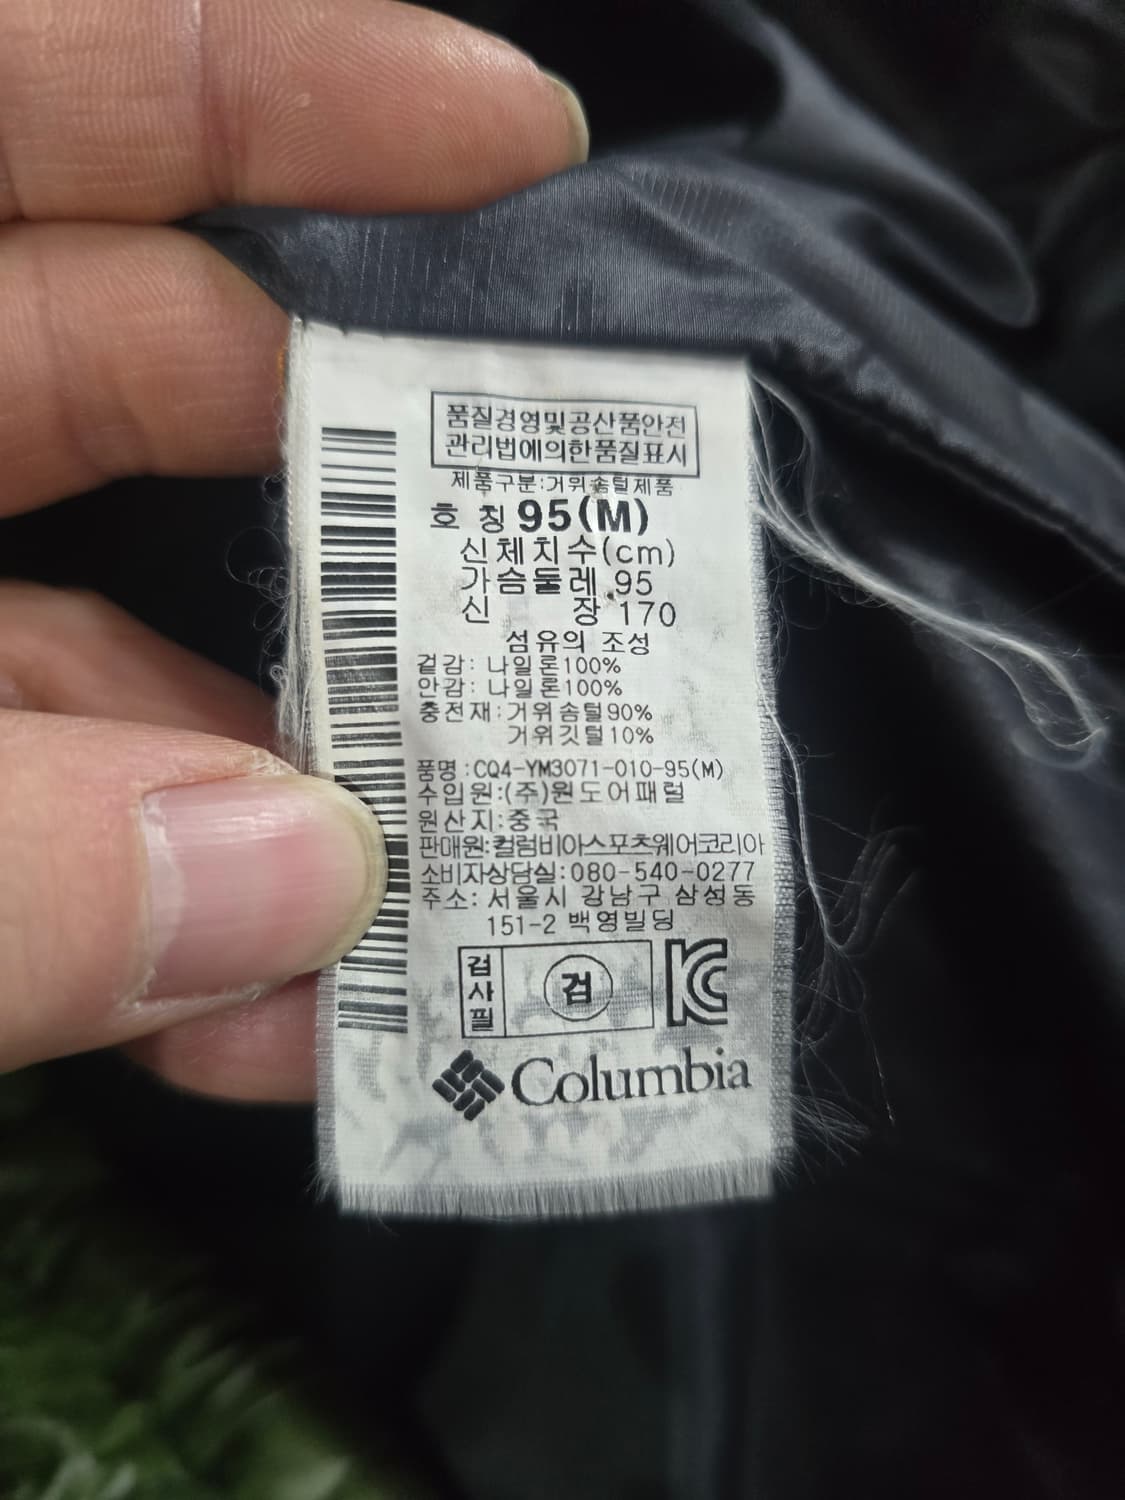 품질경영및공산품안전
관리법에의한품질표시
제품구분:거위솜털제품
호 칭 95(M)
신체치수(cm)
가슴둘레 95
신 장 170
섬유의 조성
겉감: 나일론100%
안감: 나일론100%
충전재:거위솜털90%
거위깃털10%
품명:CQ4-YM3071-010-95(M)
수입원:(주)원도어패럴
원산지:중국
판매원:컬럼비아스포츠웨어코리아
소비자상담실:080-540-0277
주소: 서울시 강남구 삼성동
151-2 백영빌딩
검사필 검 KC
Columbia